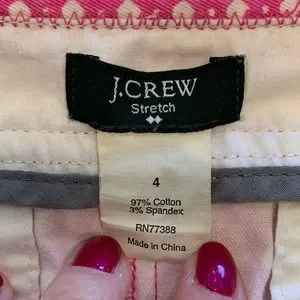 J.CREW
Stretch
4
97% Cotton
3% Spandex
RN77388
Made in China